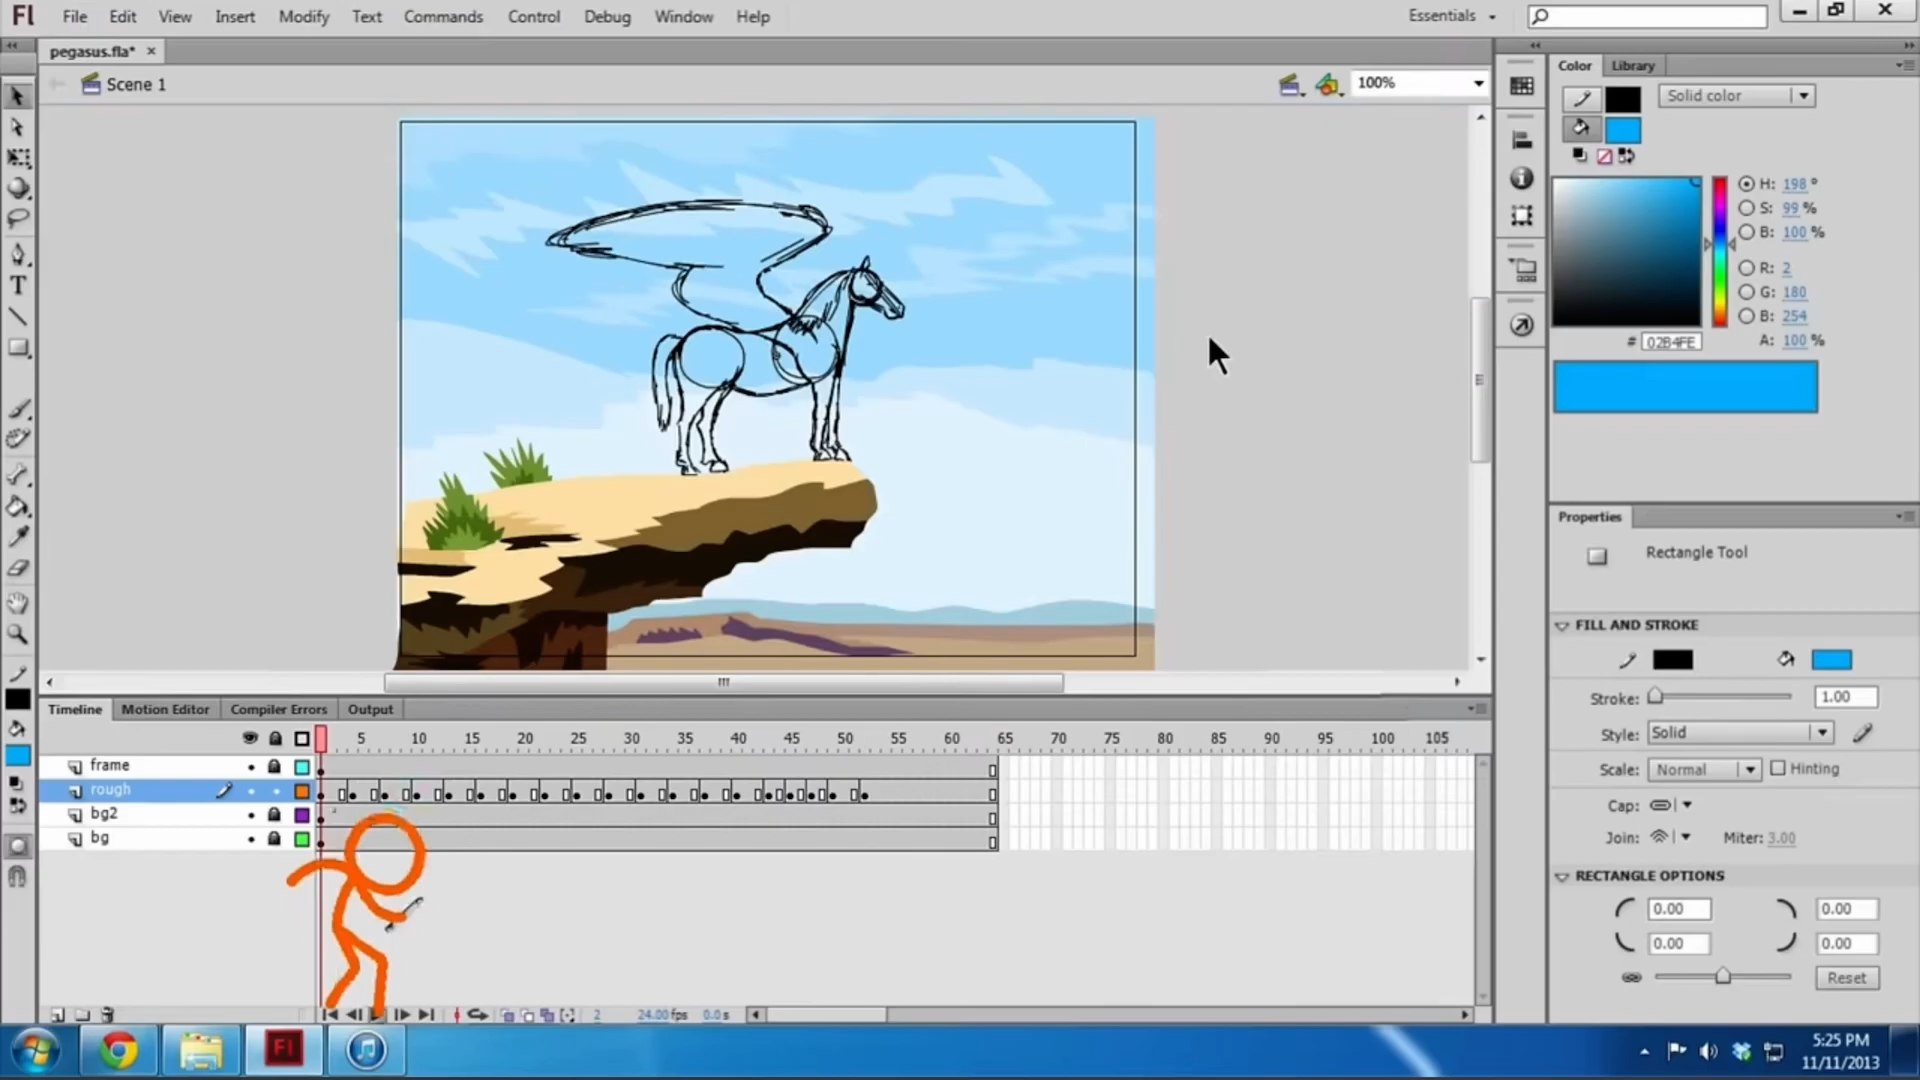 Fl File Edit View Insert Modify Text Commands Control Debug Window Help Essentials
pegasus.fla*
Scene 1 100%
Color Library
Solid color
H: 198 °
S: 99 %
B: 100 %
R: 2
G: 180
B: 254
# 02B4FE A: 100 %
Properties
Rectangle Tool
FILL AND STROKE
Stroke: 1.00
Style: Solid
Scale: Normal Hinting
Cap:
Join: Miter: 3.00
RECTANGLE OPTIONS
0.00 0.00
0.00 0.00
Reset
Timeline Motion Editor Compiler Errors Output
5 10 15 20 25 30 35 40 45 50 55 60 65 70 75 80 85 90 95 100 105
frame
rough
bg2
bg
2 24.00fps 0.0s
Fl
5:25 PM
11/11/2013